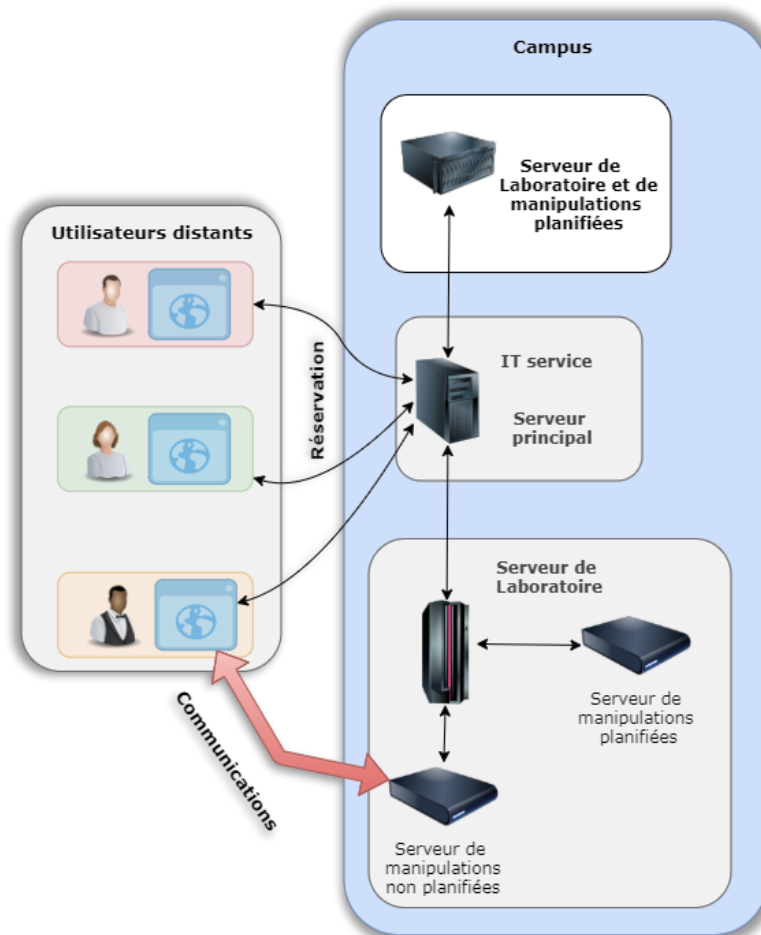 Campus
Serveur de
Laboratoire et de
manipulations
planifiées
Utilisateurs distants
Réservation
IT service
Serveur
principal
Serveur de
Laboratoire
Serveur de
manipulations
planifiées
Communications
Serveur de
manipulations
non planifiées